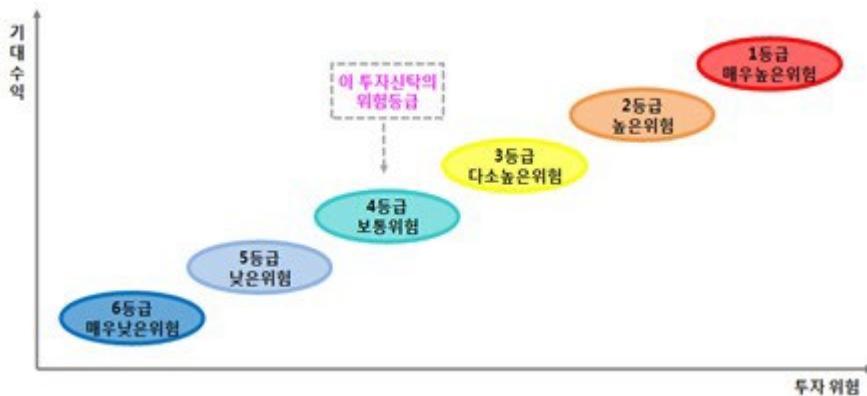 기대수익
이 투자신탁의
위험등급
1등급
매우높은위험
2등급
높은위험
3등급
다소높은위험
4등급
보통위험
5등급
낮은위험
6등급
매우낮은위험
투자 위험